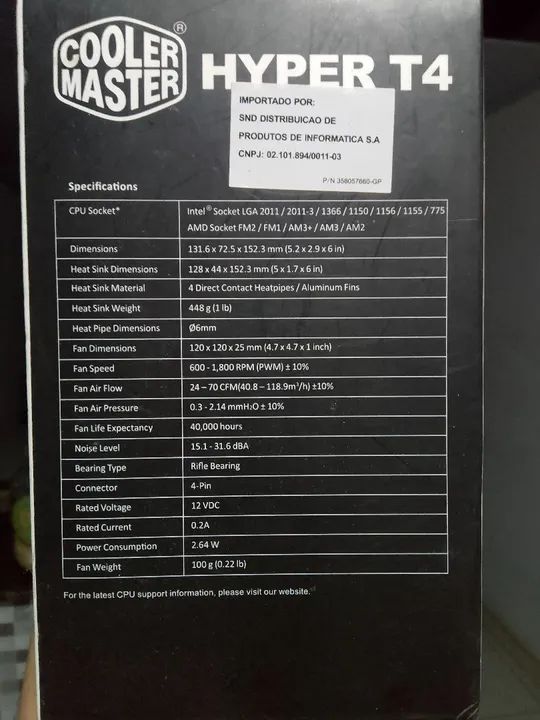 COOLER
MASTER ®
HYPER T4
IMPORTADO POR:
SND DISTRIBUICAO DE
PRODUTOS DE INFORMATICA S.A
CNPJ: 02.101.894/0011-03
P/N 358057660-GP
Specifications
CPU Socket* Intel® Socket LGA 2011 / 2011-3 / 1366 / 1150 / 1156 / 1155 / 775
AMD Socket FM2 / FM1 / AM3+ / AM3 / AM2
Dimensions 131.6 x 72.5 x 152.3 mm (5.2 x 2.9 x 6 in)
Heat Sink Dimensions 128 x 44 x 152.3 mm (5 x 1.7 x 6 in)
Heat Sink Material 4 Direct Contact Heatpipes / Aluminum Fins
Heat Sink Weight 448 g (1 lb)
Heat Pipe Dimensions Ø6mm
Fan Dimensions 120 x 120 x 25 mm (4.7 x 4.7 x 1 inch)
Fan Speed 600 - 1,800 RPM (PWM) ± 10%
Fan Air Flow 24 – 70 CFM(40.8 – 118.9m³/h) ±10%
Fan Air Pressure 0.3 - 2.14 mmH₂O ± 10%
Fan Life Expectancy 40,000 hours
Noise Level 15.1 - 31.6 dBA
Bearing Type Rifle Bearing
Connector 4-Pin
Rated Voltage 12 VDC
Rated Current 0.2A
Power Consumption 2.64 W
Fan Weight 100 g (0.22 lb)
For the latest CPU support information, please visit our website.